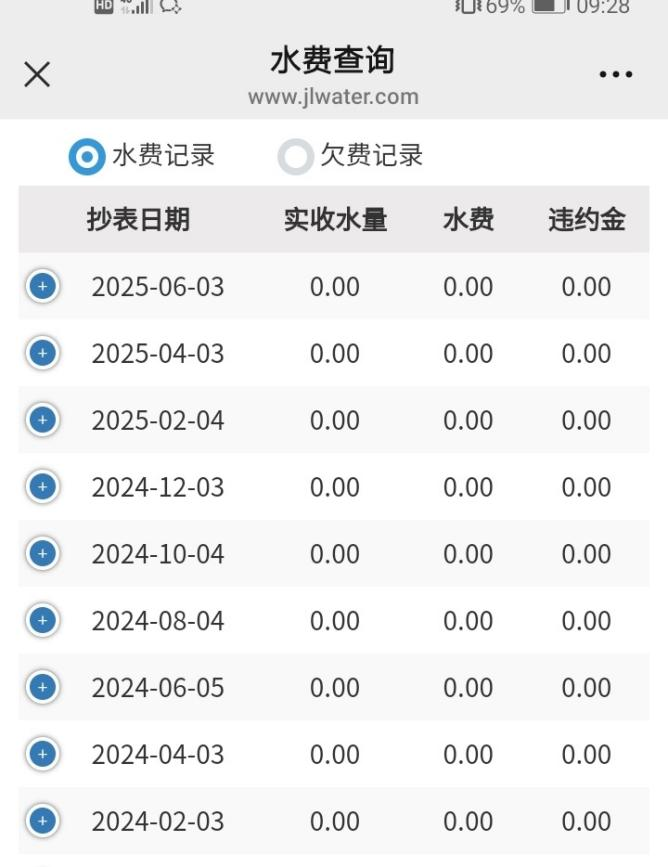 HD 69% 09:28
水费查询
www.jlwater.com
水费记录 欠费记录
抄表日期 实收水量 水费 违约金
2025-06-03 0.00 0.00 0.00
2025-04-03 0.00 0.00 0.00
2025-02-04 0.00 0.00 0.00
2024-12-03 0.00 0.00 0.00
2024-10-04 0.00 0.00 0.00
2024-08-04 0.00 0.00 0.00
2024-06-05 0.00 0.00 0.00
2024-04-03 0.00 0.00 0.00
2024-02-03 0.00 0.00 0.00